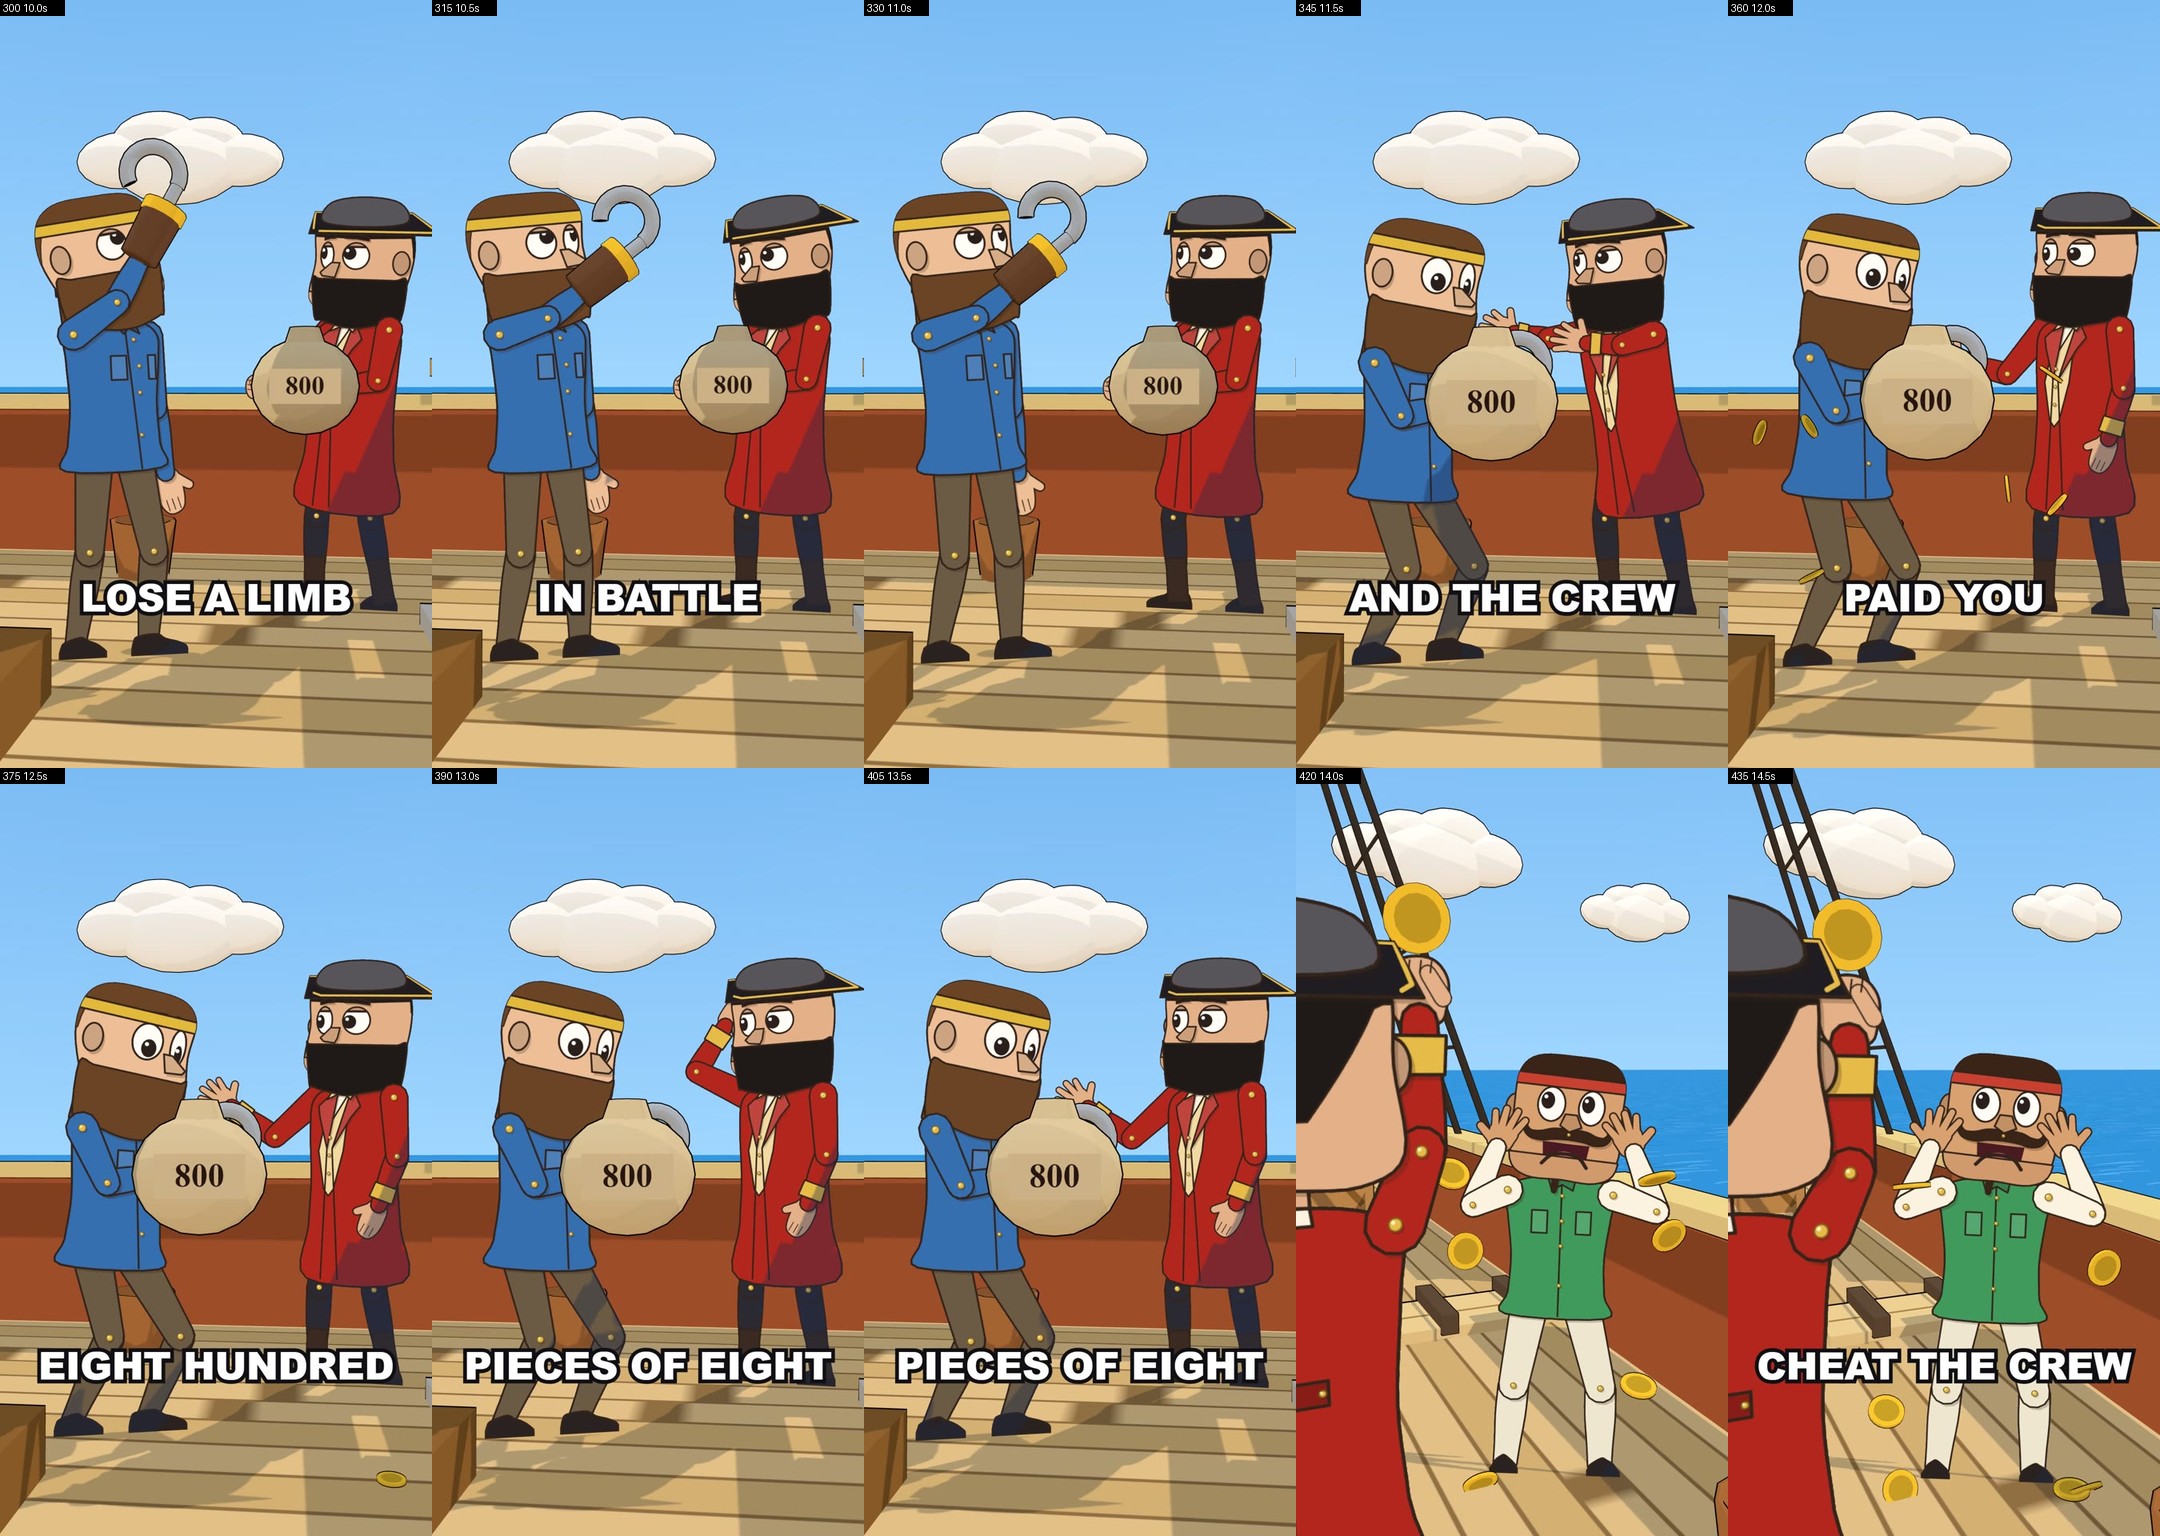 300 10.0s
315 10.5s
330 11.0s
345 11.5s
360 12.0s
800
800
800
800
800
LOSE A LIMB
IN BATTLE
AND THE CREW
PAID YOU
375 12.5s
390 13.0s
405 13.5s
420 14.0s
435 14.5s
800
800
800
EIGHT HUNDRED
PIECES OF EIGHT
PIECES OF EIGHT
CHEAT THE CREW